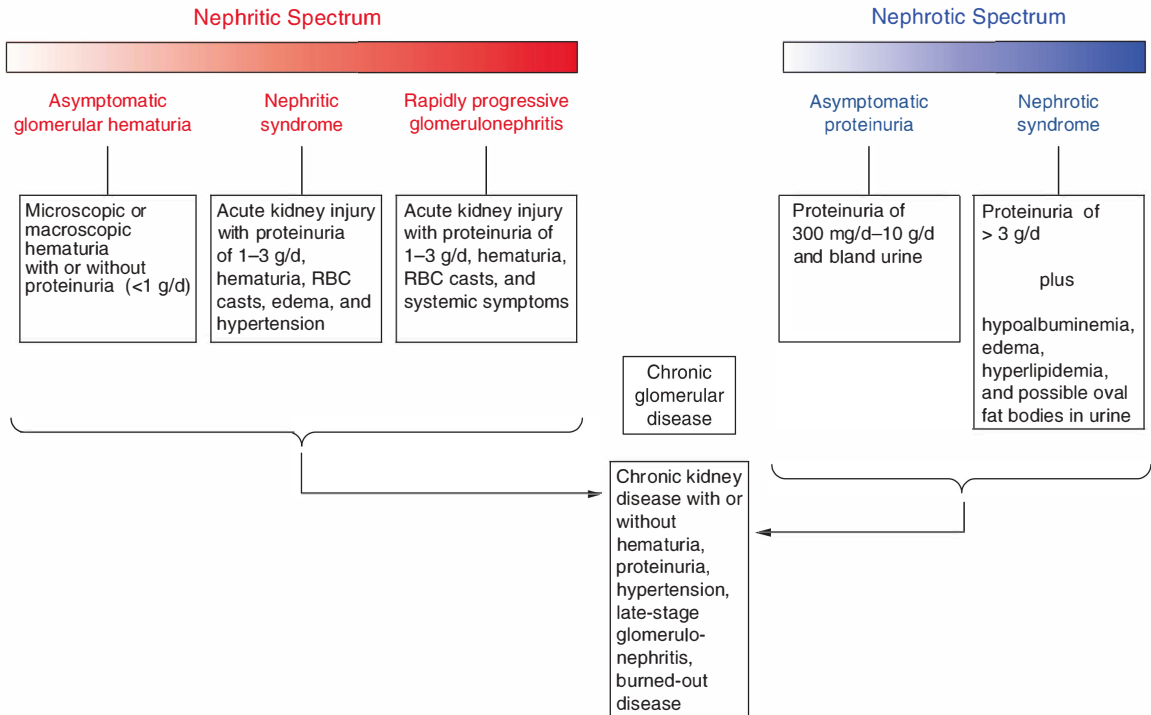 Nephritic Spectrum
Asymptomatic
glomerular hematuria
Nephritic
syndrome
Rapidly progressive
glomerulonephritis
Microscopic or
macroscopic
hematuria
with or without
proteinuria (<1 g/d)
Acute kidney injury
with proteinuria
of 1–3 g/d,
hematuria, RBC
casts, edema, and
hypertension
Acute kidney injury
with proteinuria of
1–3 g/d, hematuria,
RBC casts, and
systemic symptoms
Nephrotic Spectrum
Asymptomatic
proteinuria
Nephrotic
syndrome
Proteinuria of
300 mg/d–10 g/d
and bland urine
Proteinuria of
> 3 g/d
plus
hypoalbuminemia,
edema,
hyperlipidemia,
and possible oval
fat bodies in urine
Chronic
glomerular
disease
Chronic kidney
disease with or
without
hematuria,
proteinuria,
hypertension,
late-stage
glomerulo-
nephritis,
burned-out
disease